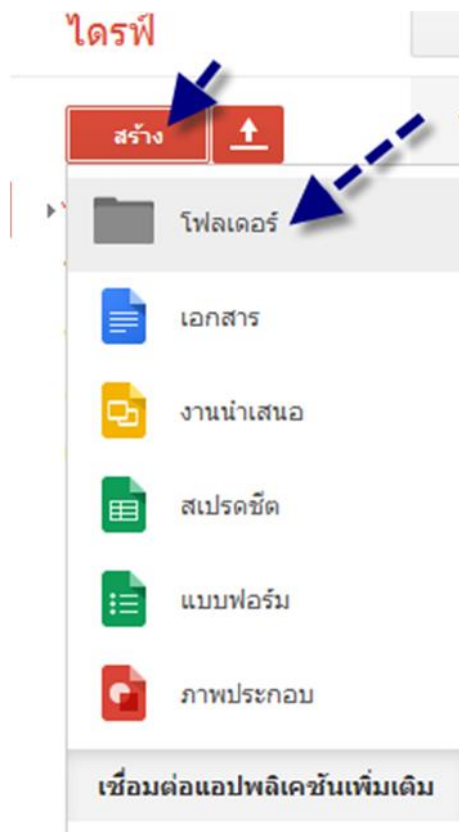 ไดรฟ์
สร้าง
โฟลเดอร์
เอกสาร
งานนำเสนอ
สเปรดชีต
แบบฟอร์ม
ภาพประกอบ
เชื่อมต่อแอปพลิเคชันเพิ่มเติม